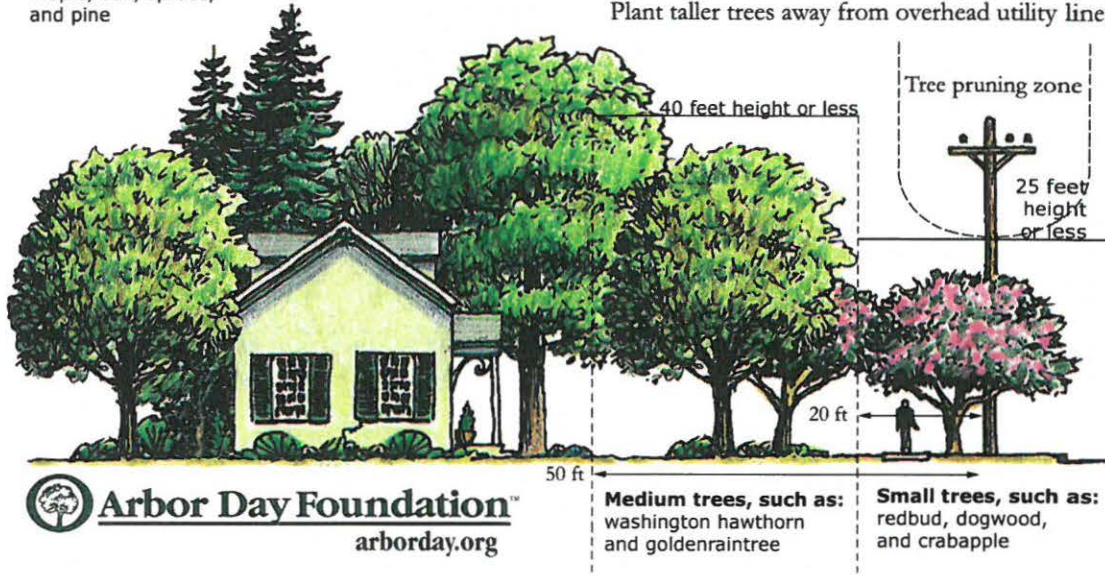 and pine
Plant taller trees away from overhead utility line
Tree pruning zone
40 feet height or less
25 feet
height
or less
20 ft
50 ft
Medium trees, such as:
washington hawthorn
and goldenraintree
Small trees, such as:
redbud, dogwood,
and crabapple
Arbor Day Foundation™
arborday.org